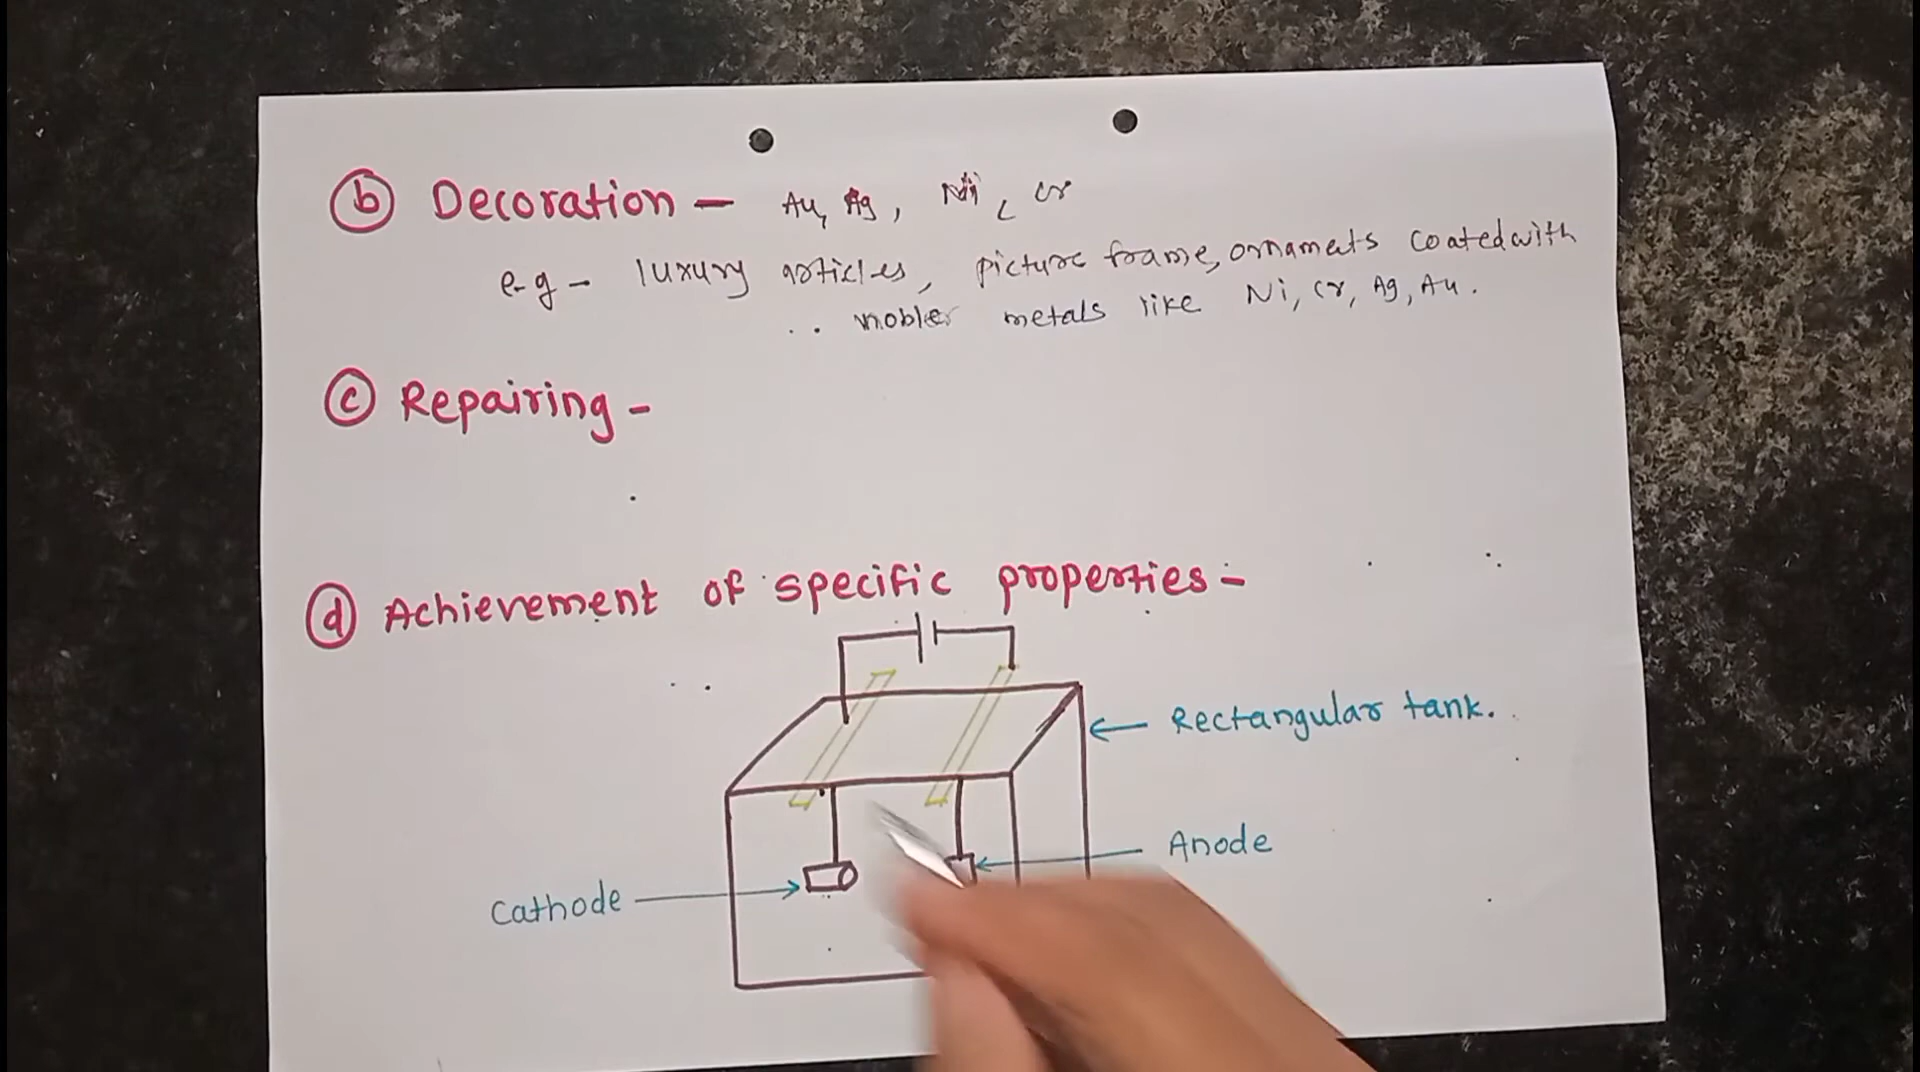 ⓑ Decoration - Au, Ag, Ni, Cr
e-g - luxury articles, picture frame, ornamats coated with
.. nobler metals like Ni, Cr, Ag, Au.
ⓒ Repairing -
ⓓ Achievement of specific properties -
← Rectangular tank.
Anode
Cathode